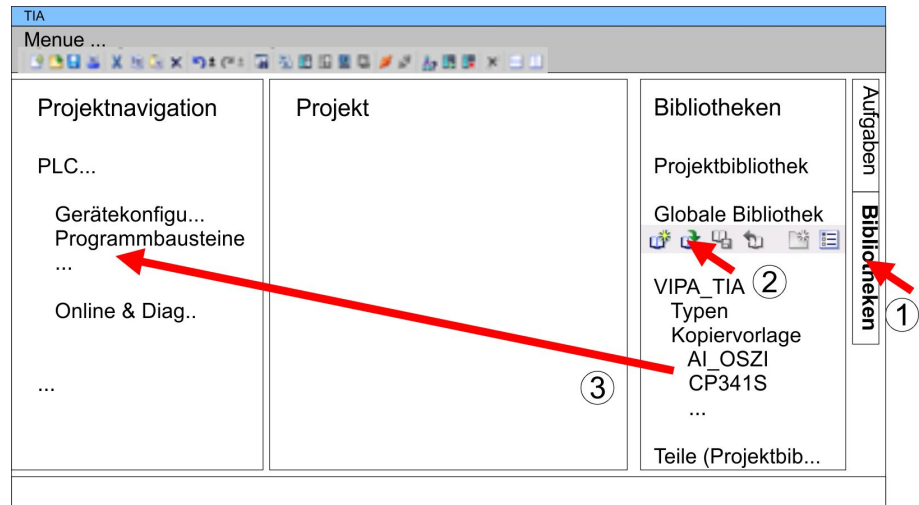 TIA
Menue ...
Projektnavigation
PLC...
Gerätekonfigu...
Programmbausteine
...
Online & Diag..
...
Projekt
③
Bibliotheken
Projektbibliothek
Globale Bibliothek
②
VIPA_TIA
Typen
Kopiervorlage
AI_OSZI
CP341S
...
Teile (Projektbib...
Aufgaben
Bibliotheken
①